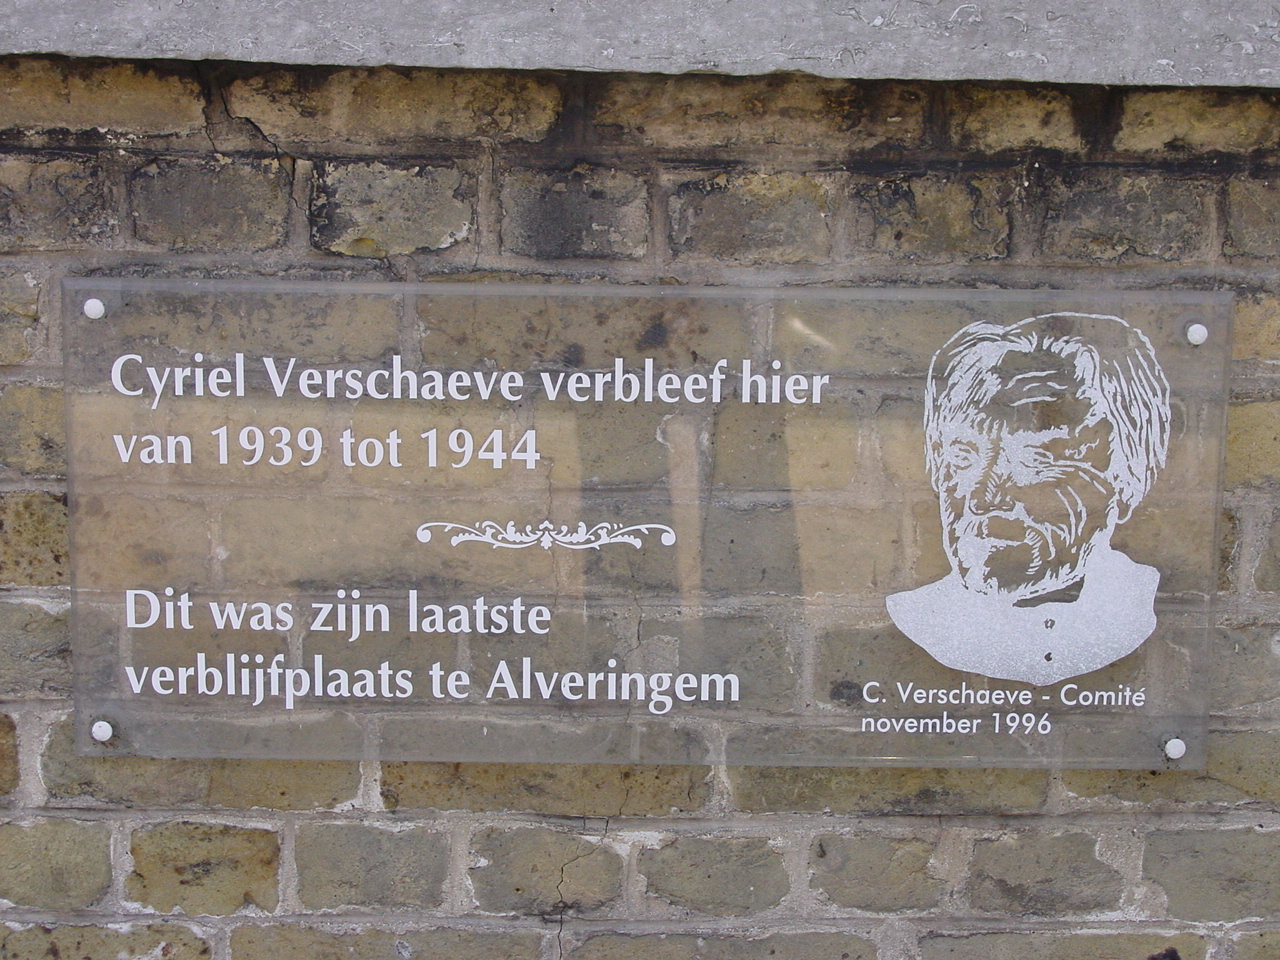 Cyriel Verschaeve verbleef hier
van 1939 tot 1944
Dit was zijn laatste
verblijfplaats te Alveringem
C. Verschaeve - Comité
november 1996